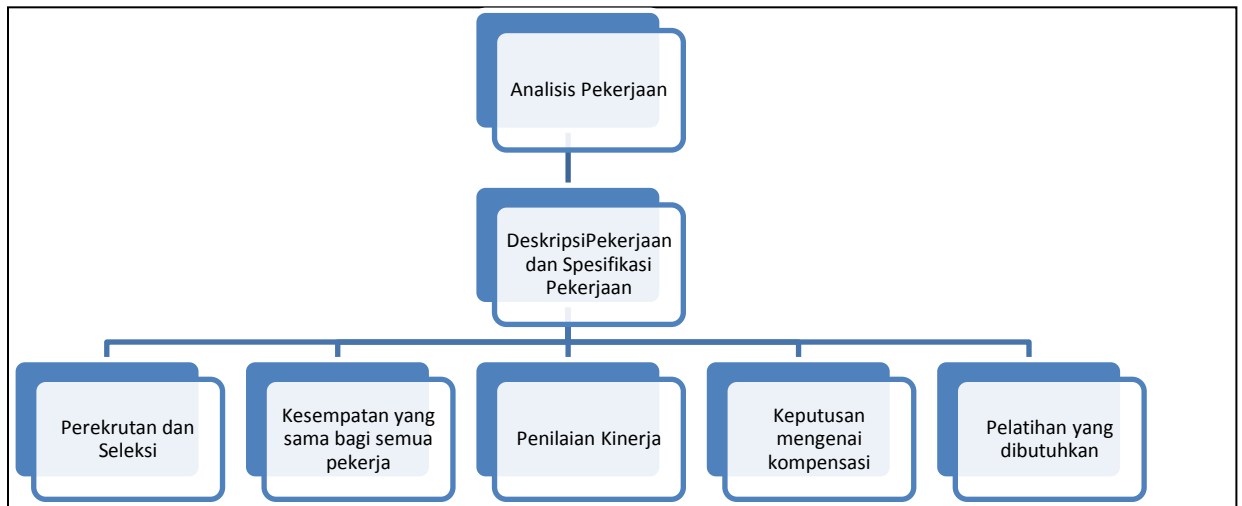 Analisis Pekerjaan
DeskripsiPekerjaan
dan Spesifikasi
Pekerjaan
Perekrutan dan
Seleksi
Kesempatan yang
sama bagi semua
pekerja
Penilaian Kinerja
Keputusan
mengenai
kompensasi
Pelatihan yang
dibutuhkan